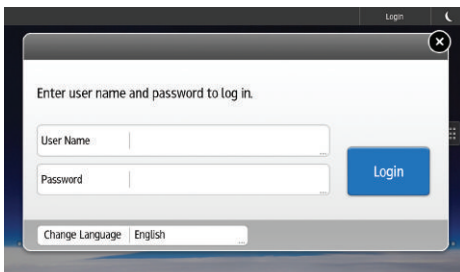 Login
Enter user name and password to log in.
User Name
Password
Login
Change Language English